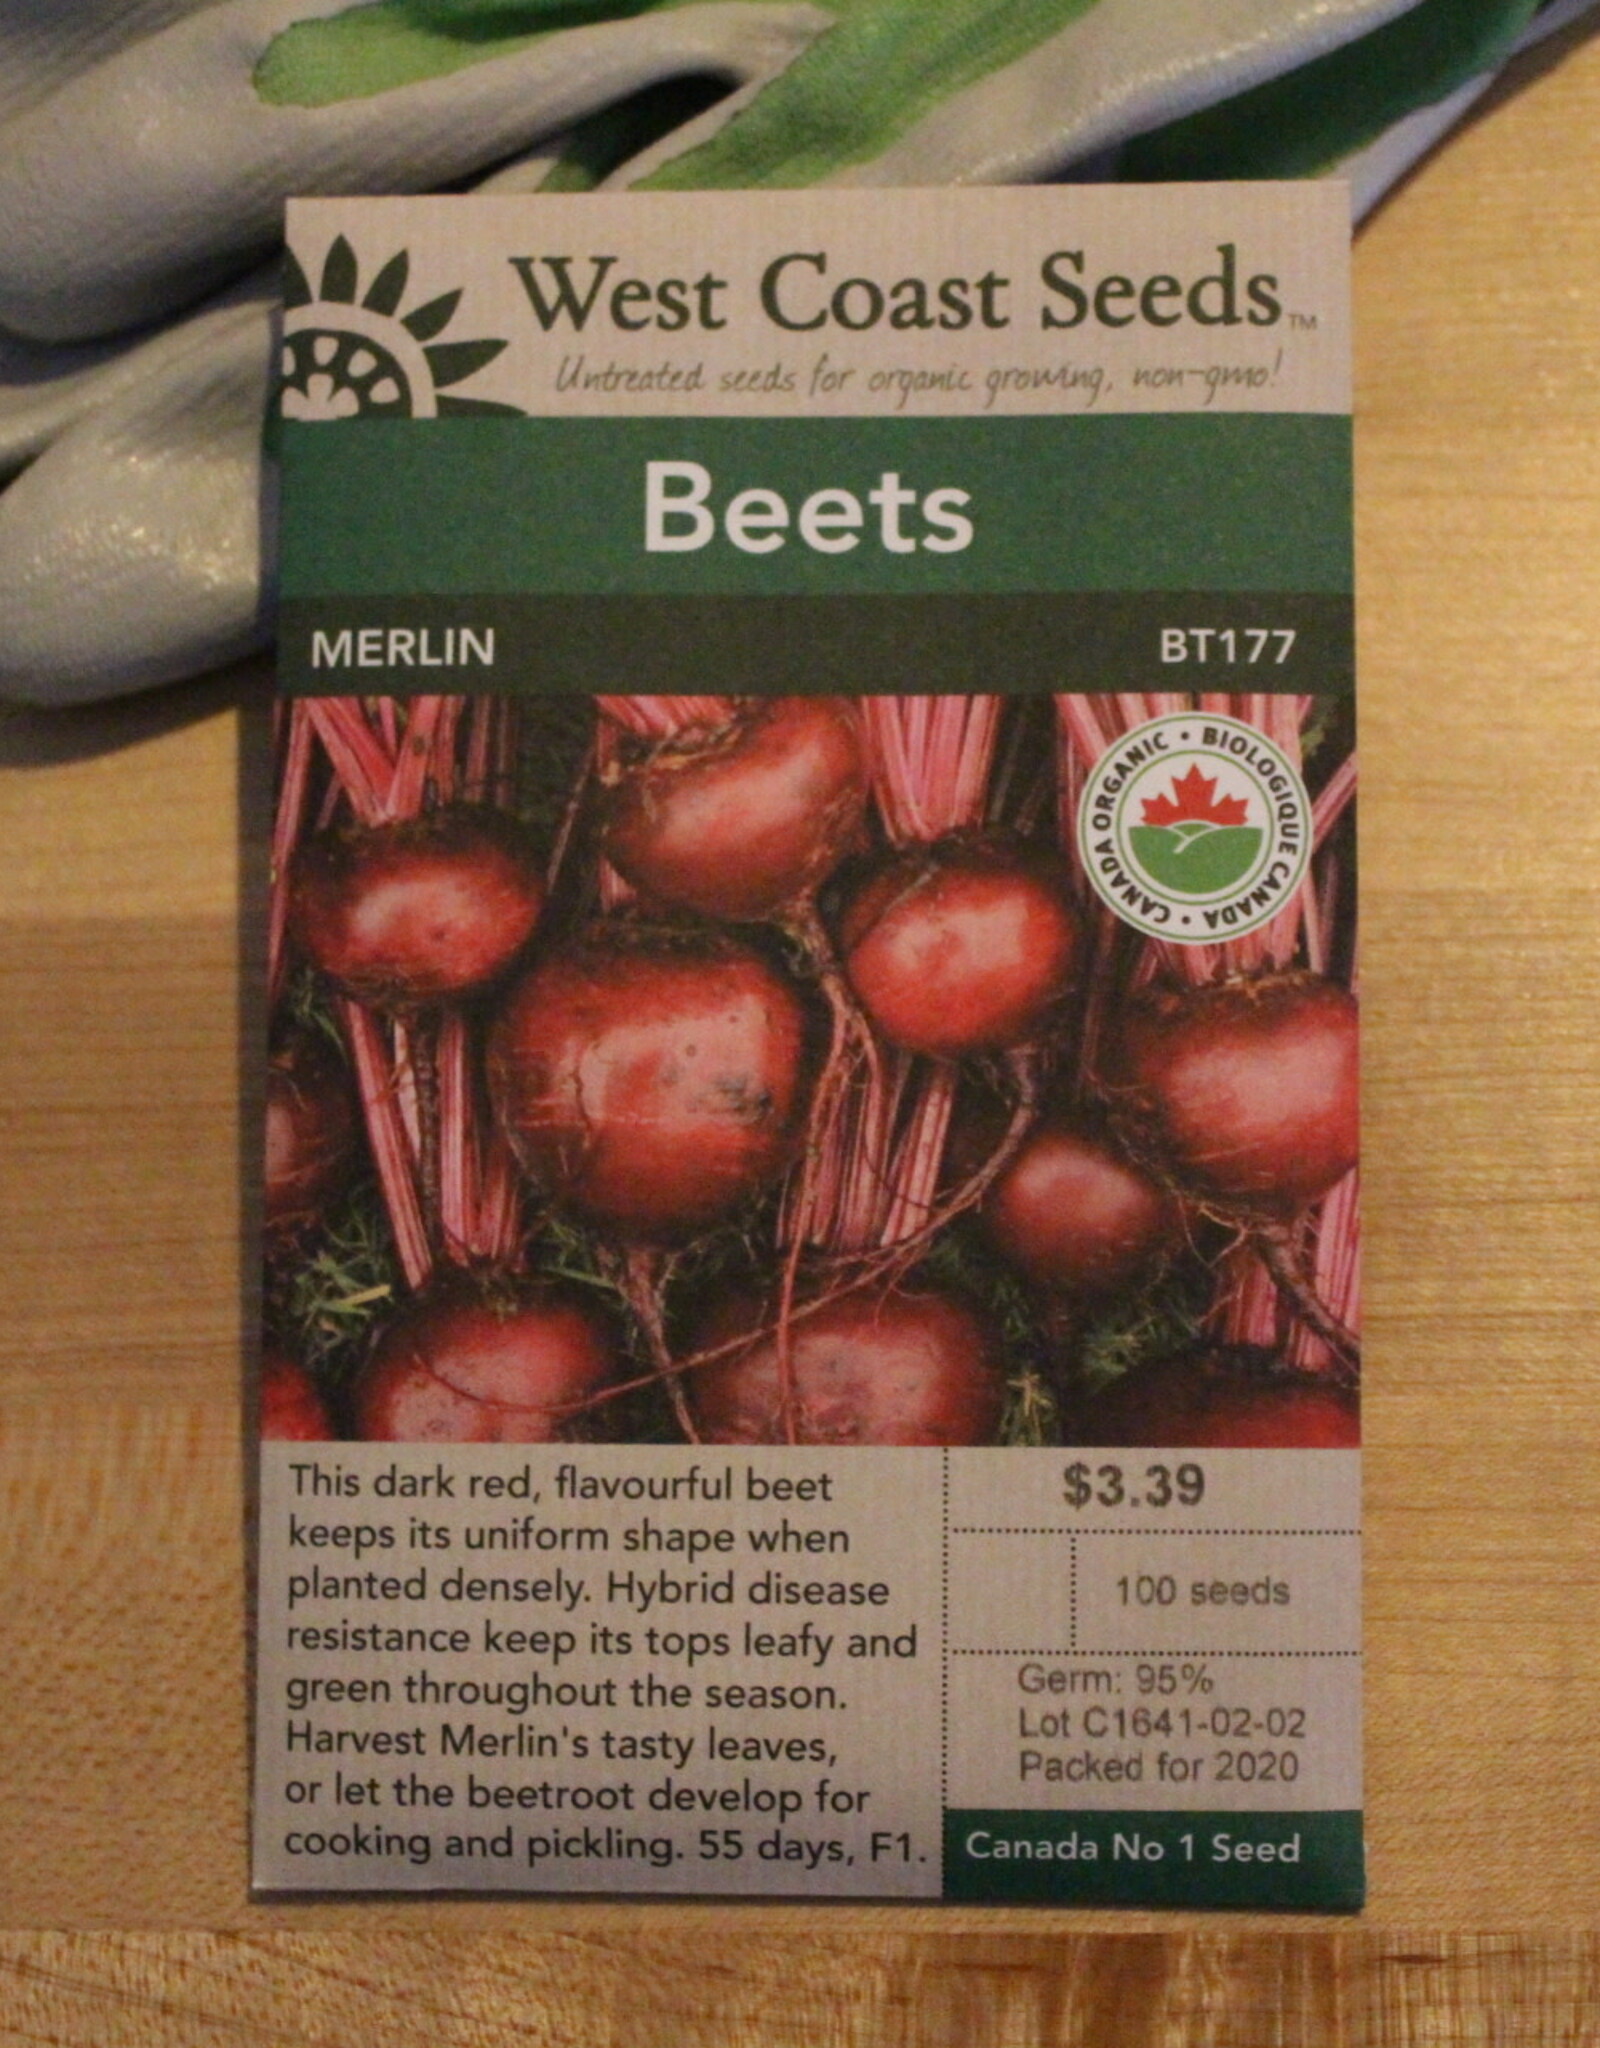 West Coast Seeds™
Untreated seeds for organic growing, non-gmo!
Beets
MERLIN
BT177
CANADA ORGANIC • BIOLOGIQUE CANADA •
This dark red, flavourful beet
keeps its uniform shape when
planted densely. Hybrid disease
resistance keep its tops leafy and
green throughout the season.
Harvest Merlin's tasty leaves,
or let the beetroot develop for
cooking and pickling. 55 days, F1.
$3.39
100 seeds
Germ: 95%
Lot C1641-02-02
Packed for 2020
Canada No 1 Seed